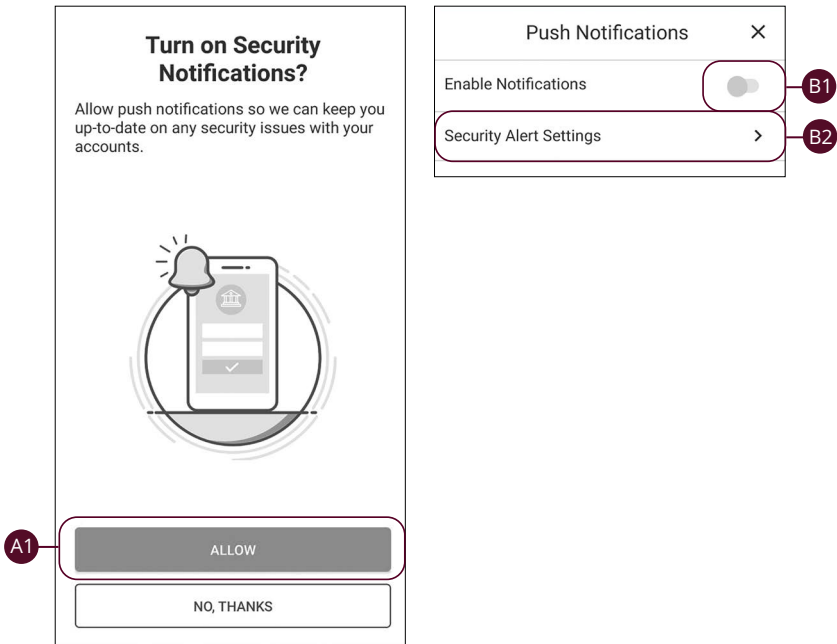 Turn on Security
Notifications?
Allow push notifications so we can keep you
up-to-date on any security issues with your
accounts.
A1
ALLOW
NO, THANKS
Push Notifications
Enable Notifications
B1
Security Alert Settings
B2